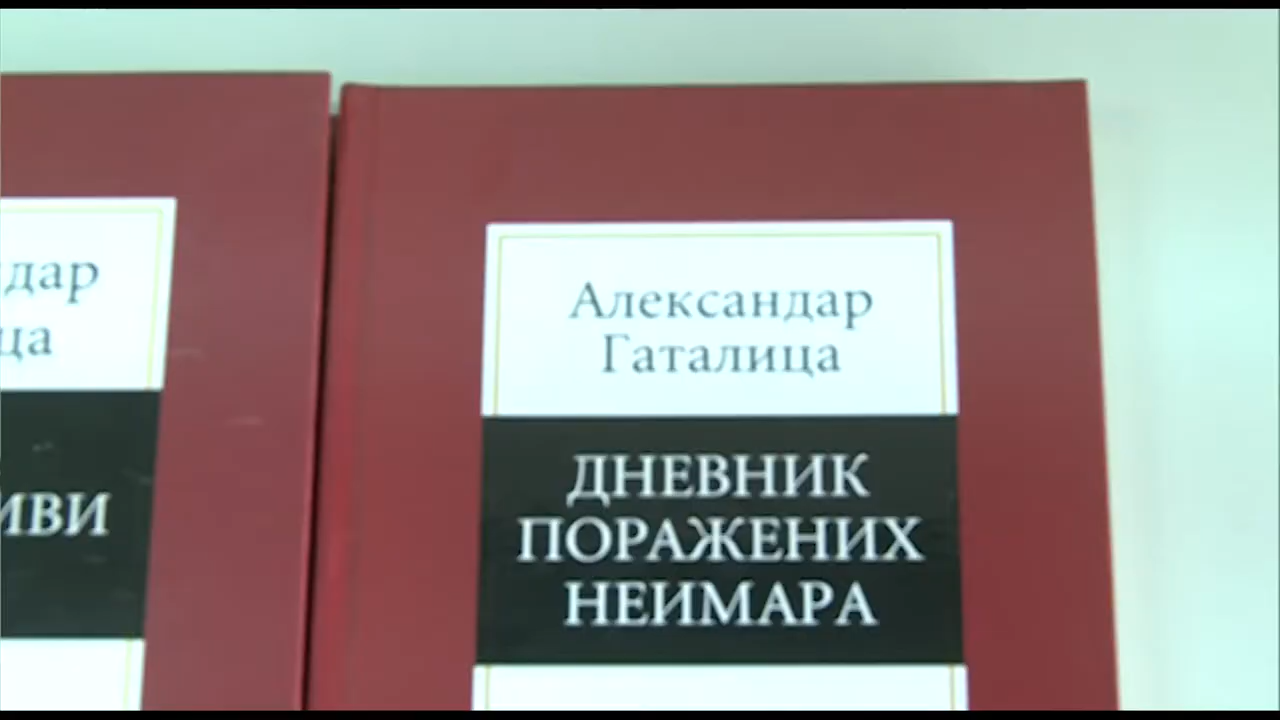 Александар
Гаталица
ДНЕВНИК
ПОРАЖЕНИХ
НЕИМАРА